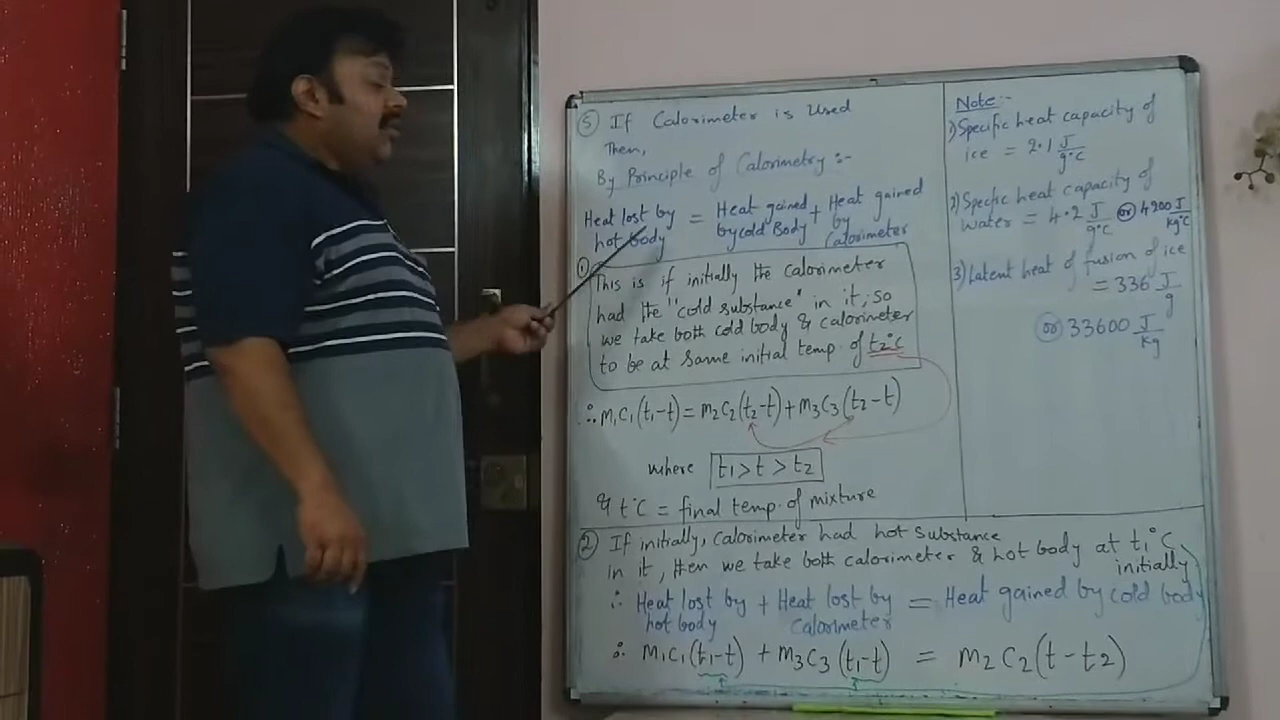 ⑤ If Calorimeter is Used
Then,
By Principle of Calorimetry :-
Heat lost by hot body = Heat gained by cold Body + Heat gained by Calorimeter
① This is if initially the calorimeter
had the "cold substance" in it, so
we take both cold body & calorimeter
to be at same initial temp. of t₂°C
∴ m₁c₁(t₁-t) = m₂c₂(t₂-t) + m₃c₃(t₂-t)
where t₁ > t > t₂
& t°C = final temp. of mixture
② If initially, calorimeter had hot substance
in it, then we take both calorimeter & hot body at t₁°C
initially
∴ Heat lost by hot body + Heat lost by calorimeter = Heat gained by cold body
∴ m₁c₁(t₁-t) + m₃c₃(t₁-t) = m₂c₂(t-t₂)
Note:-
1) Specific heat capacity of
ice = 2.1 J/g°C
2) Specfic heat capacity of
water = 4.2 J/g°C or 4200 J/kg°C
3) Latent heat of fusion of ice
= 336 J/g
or 33600 J/kg